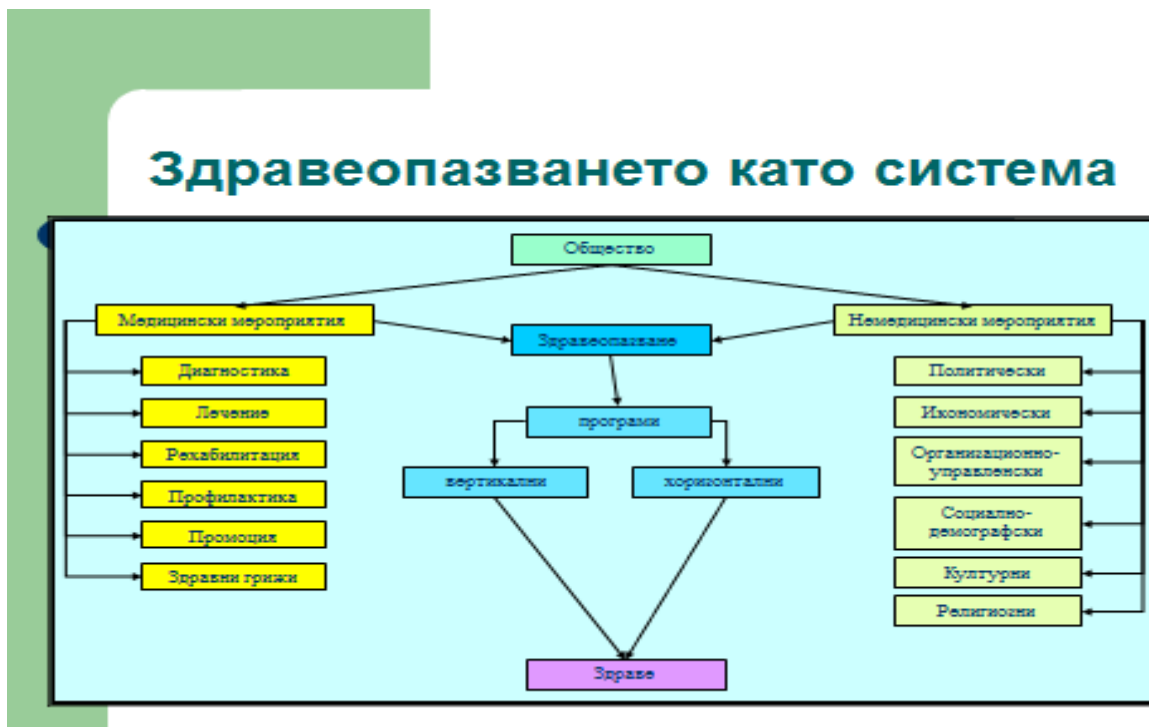 Здравеопазването като система
Общество
Медицински мероприятия
Немедицински мероприятия
Здравеопазване
Диагностика
Лечение
Рехабилитация
Профилактика
Промоция
Здравни грижи
програми
вертикални
хоризонтални
Политически
Икономически
Организационно-
управленски
Социално-
демографски
Културни
Религиозни
Здраве